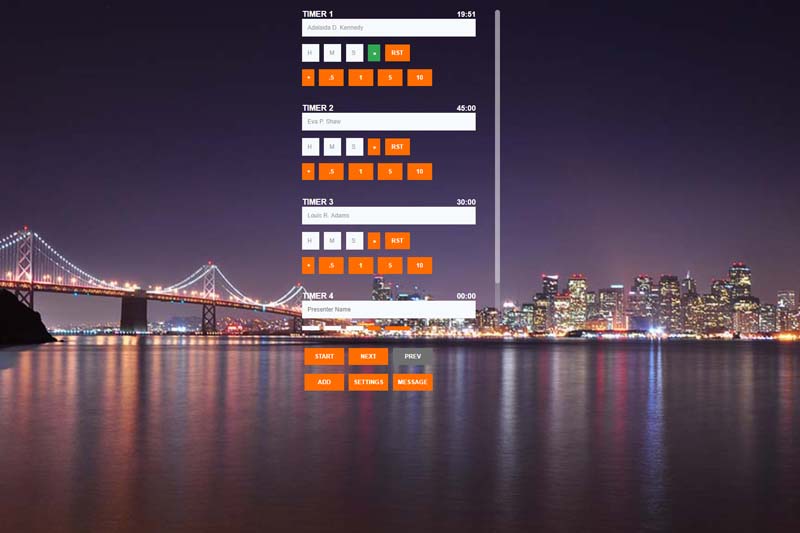 TIMER 1 19:51
Adelaida D. Kennedy
H M S » RST
+ .5 1 5 10
TIMER 2 45:00
Eva P. Shaw
H M S » RST
+ .5 1 5 10
TIMER 3 30:00
Louis R. Adams
H M S » RST
+ .5 1 5 10
TIMER 4 00:00
Presenter Name
START NEXT PREV
ADD SETTINGS MESSAGE